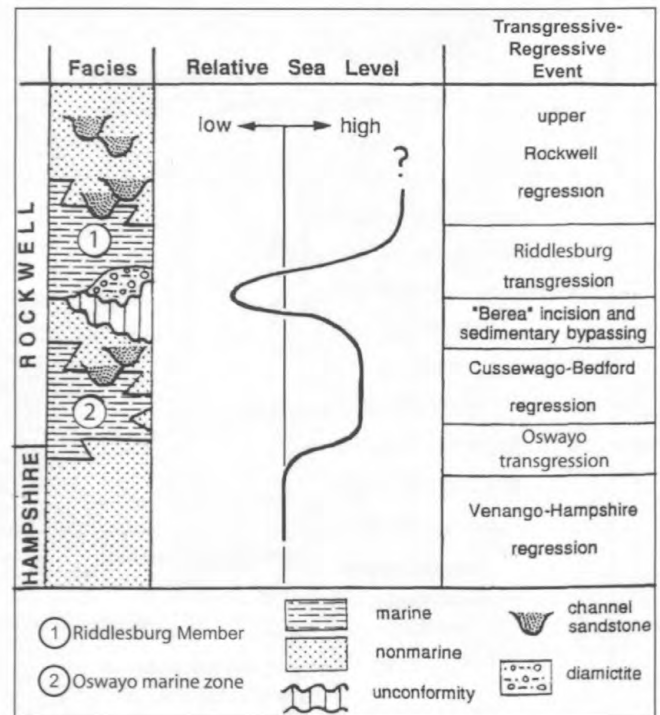 Facies
Relative Sea Level
Transgressive-
Regressive
Event
low
high
?
upper
Rockwell
regression
Riddlesburg
transgression
"Berea" incision and
sedimentary bypassing
Cussewago-Bedford
regression
Oswayo
transgression
Venango-Hampshire
regression
ROCKWELL
HAMPSHIRE
1
2
1 Riddlesburg Member
2 Oswayo marine zone
marine
nonmarine
unconformity
channel
sandstone
diamictite